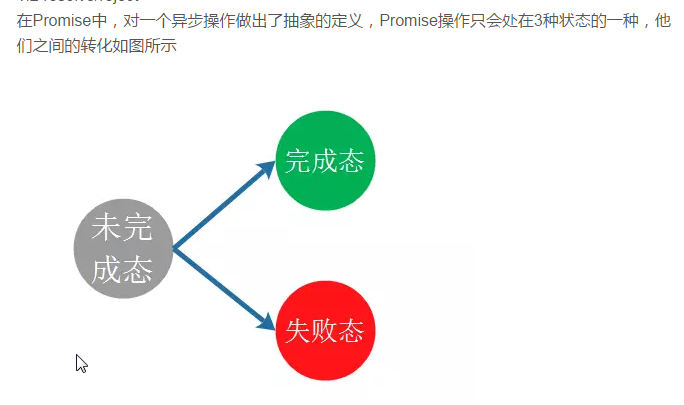 在Promise中，对一个异步操作做出了抽象的定义，Promise操作只会处在3种状态的一种，他
们之间的转化如图所示
完成态
未完
成态
失败态